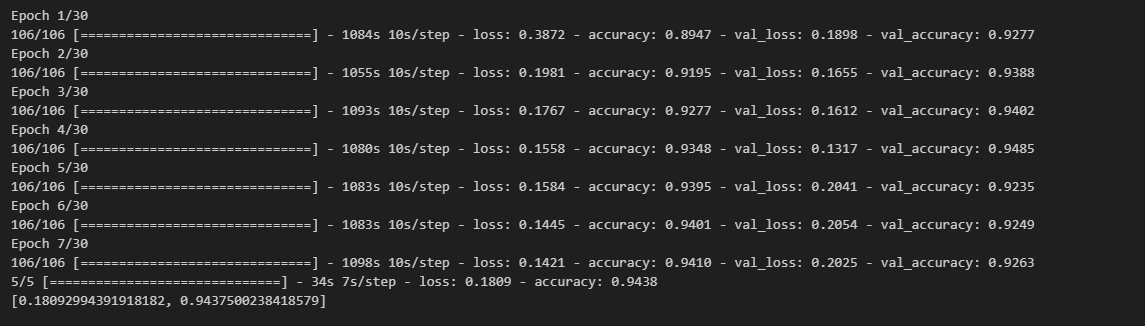 Epoch 1/30
106/106 [==============================] - 1084s 10s/step - loss: 0.3872 - accuracy: 0.8947 - val_loss: 0.1898 - val_accuracy: 0.9277
Epoch 2/30
106/106 [==============================] - 1055s 10s/step - loss: 0.1981 - accuracy: 0.9195 - val_loss: 0.1655 - val_accuracy: 0.9388
Epoch 3/30
106/106 [==============================] - 1093s 10s/step - loss: 0.1767 - accuracy: 0.9277 - val_loss: 0.1612 - val_accuracy: 0.9402
Epoch 4/30
106/106 [==============================] - 1080s 10s/step - loss: 0.1558 - accuracy: 0.9348 - val_loss: 0.1317 - val_accuracy: 0.9485
Epoch 5/30
106/106 [==============================] - 1083s 10s/step - loss: 0.1584 - accuracy: 0.9395 - val_loss: 0.2041 - val_accuracy: 0.9235
Epoch 6/30
106/106 [==============================] - 1083s 10s/step - loss: 0.1445 - accuracy: 0.9401 - val_loss: 0.2054 - val_accuracy: 0.9249
Epoch 7/30
106/106 [==============================] - 1098s 10s/step - loss: 0.1421 - accuracy: 0.9410 - val_loss: 0.2025 - val_accuracy: 0.9263
5/5 [==============================] - 34s 7s/step - loss: 0.1809 - accuracy: 0.9438
[0.18092994391918182, 0.9437500238418579]